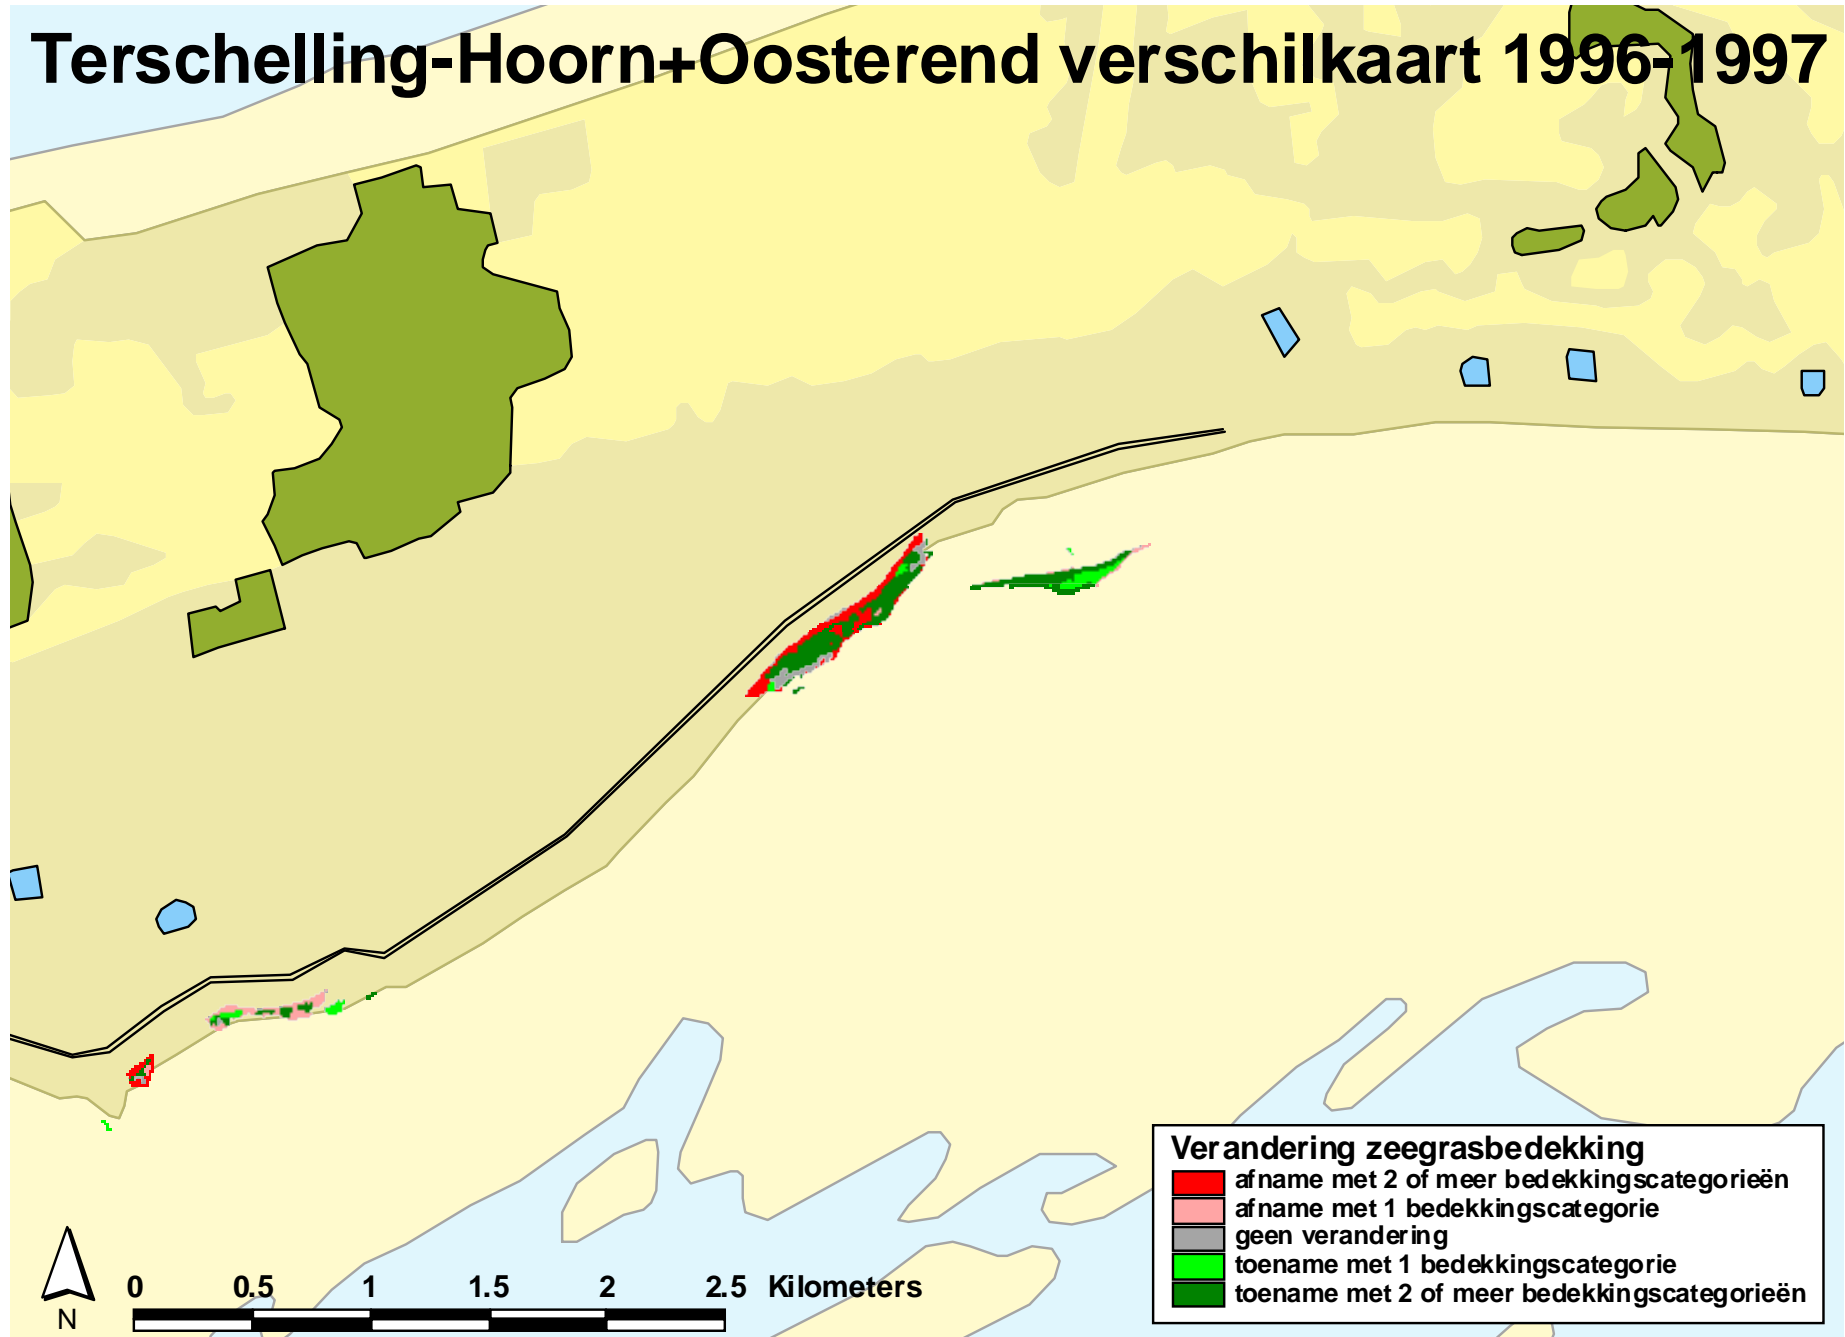 Terschelling-Hoorn+Oosterend verschilkaart 1996-1997
Verandering zeegrasbedekking
afname met 2 of meer bedekkingscategorieën
afname met 1 bedekkingscategorie
geen verandering
toename met 1 bedekkingscategorie
toename met 2 of meer bedekkingscategorieën
0 0.5 1 1.5 2 2.5 Kilometers
N